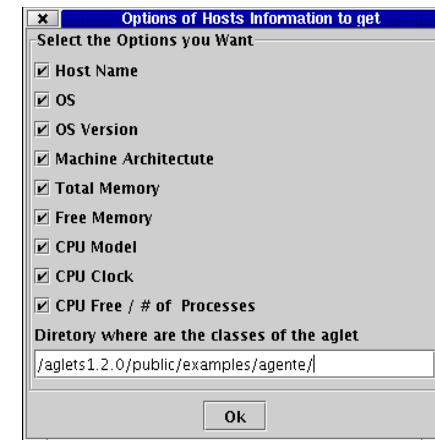 Options of Hosts Information to get
Select the Options you Want
Host Name
OS
OS Version
Machine Architectute
Total Memory
Free Memory
CPU Model
CPU Clock
CPU Free / # of Processes
Diretory where are the classes of the aglet
/aglets1.2.0/public/examples/agente/
Ok